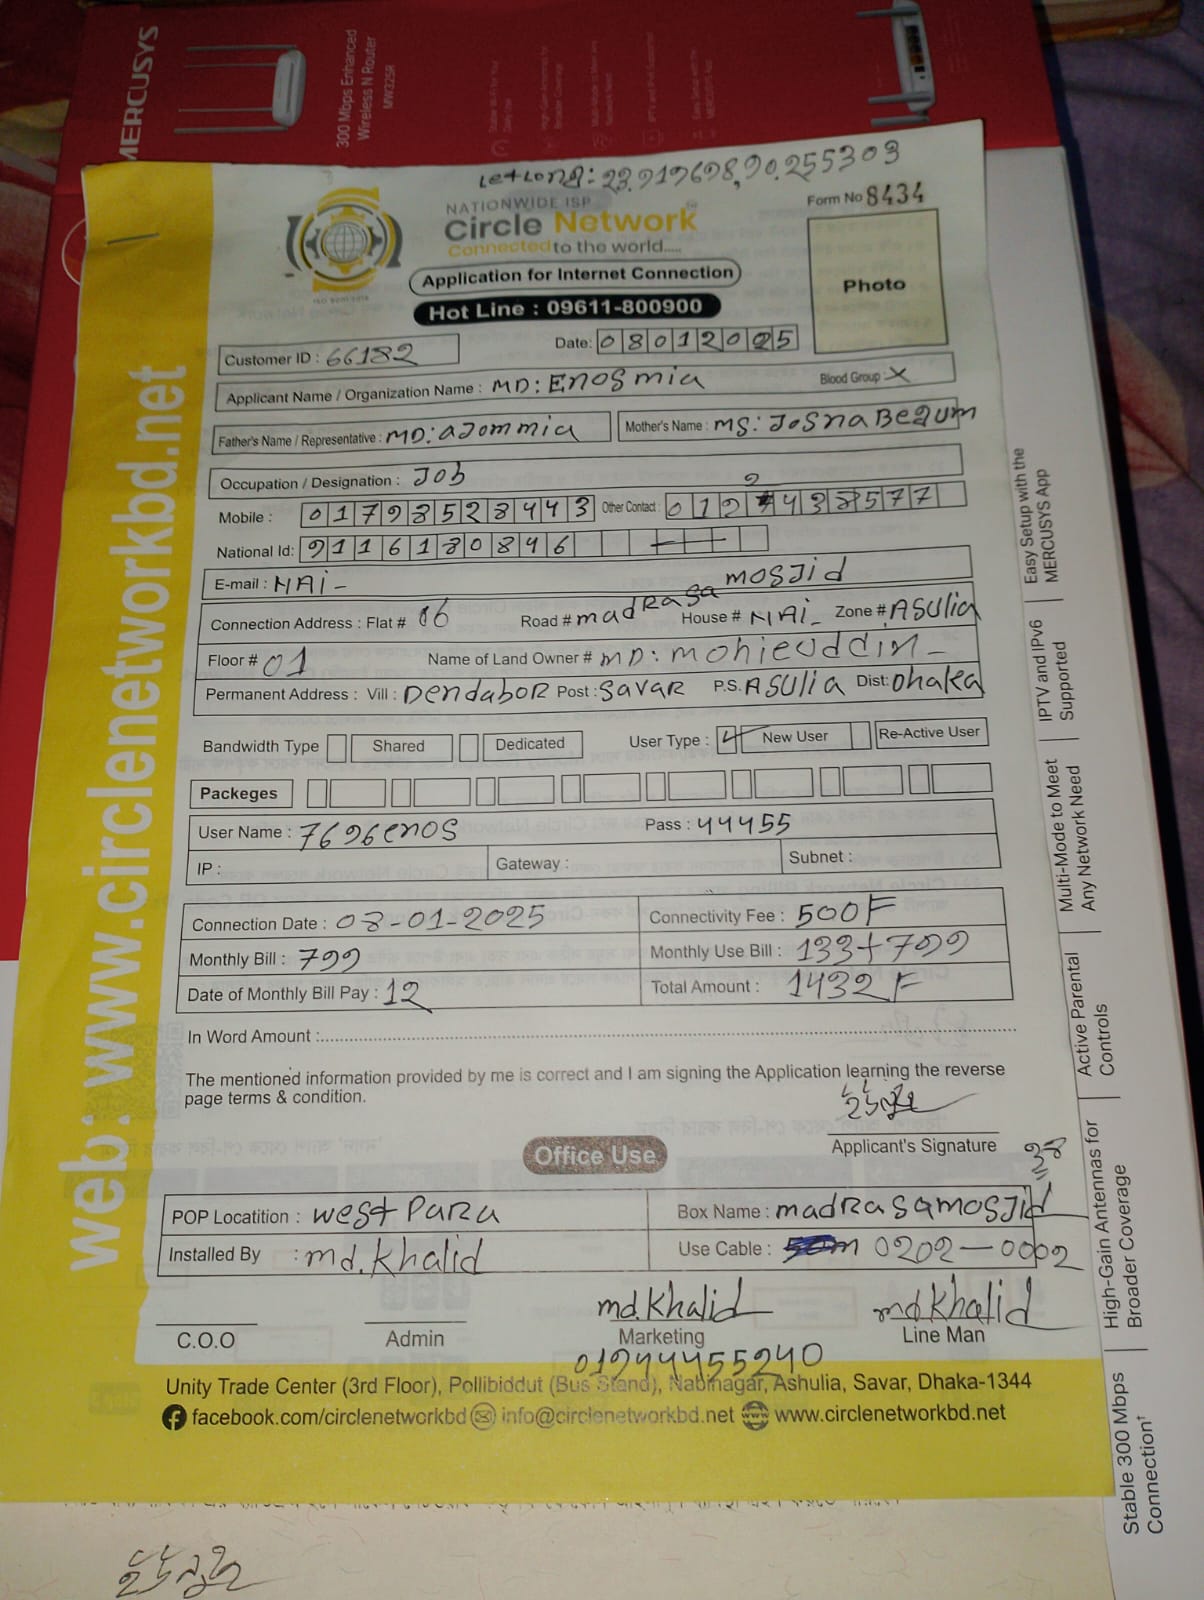 MERCUSYS
300 Mbps Enhanced
Wireless N Router
MW325R
LetLong: 23.919698,90.255303
NATIONWIDE ISP
Form No 8434
Circle Network
Connected to the world.....
Application for Internet Connection
Photo
Hot Line : 09611-800900
Customer ID : 66182
Date: 08012025
Applicant Name / Organization Name : MD: Enosmia
Blood Group : X
Father's Name / Representative : MD: aJommia
Mother's Name : MS: Josna Begum
Occupation / Designation : Job
Mobile :
Other Contact :
National Id:
E-mail : NAi-
Connection Address : Flat # 06 Road # madRasa mosjid House # NAi- Zone # ASulia
Floor # 01 Name of Land Owner # MD: mohieuddin-
Permanent Address : Vill : DendaboR Post : SavaR P.S. ASulia Dist: Dhaka
Bandwidth Type Shared Dedicated User Type : New User Re-Active User
Packeges
User Name : 7696enos Pass : 44455
IP : Gateway : Subnet :
Connection Date : 08-01-2025 Connectivity Fee : 500F
Monthly Bill : 799 Monthly Use Bill : 133+799
Date of Monthly Bill Pay : 12 Total Amount : 1432F
In Word Amount :
The mentioned information provided by me is correct and I am signing the Application learning the reverse
page terms & condition.
Applicant's Signature
Office Use
POP Locatition : West Para Box Name : madRasamosJid
Installed By : md.khalid Use Cable : 0202-0002
md.khalid md khalid
C.O.O Admin Marketing Line Man
Unity Trade Center (3rd Floor), Pollibiddut (Bus Stand), Nabinagar, Ashulia, Savar, Dhaka-1344
facebook.com/circlenetworkbd info@circlenetworkbd.net www.circlenetworkbd.net
web: www.circlenetworkbd.net
Easy Setup with the
MERCUSYS App
IPTV and IPv6
Supported
Multi-Mode to Meet
Any Network Need
Active Parental
Controls
High-Gain Antennas for
Broader Coverage
Stable 300 Mbps
Connection†